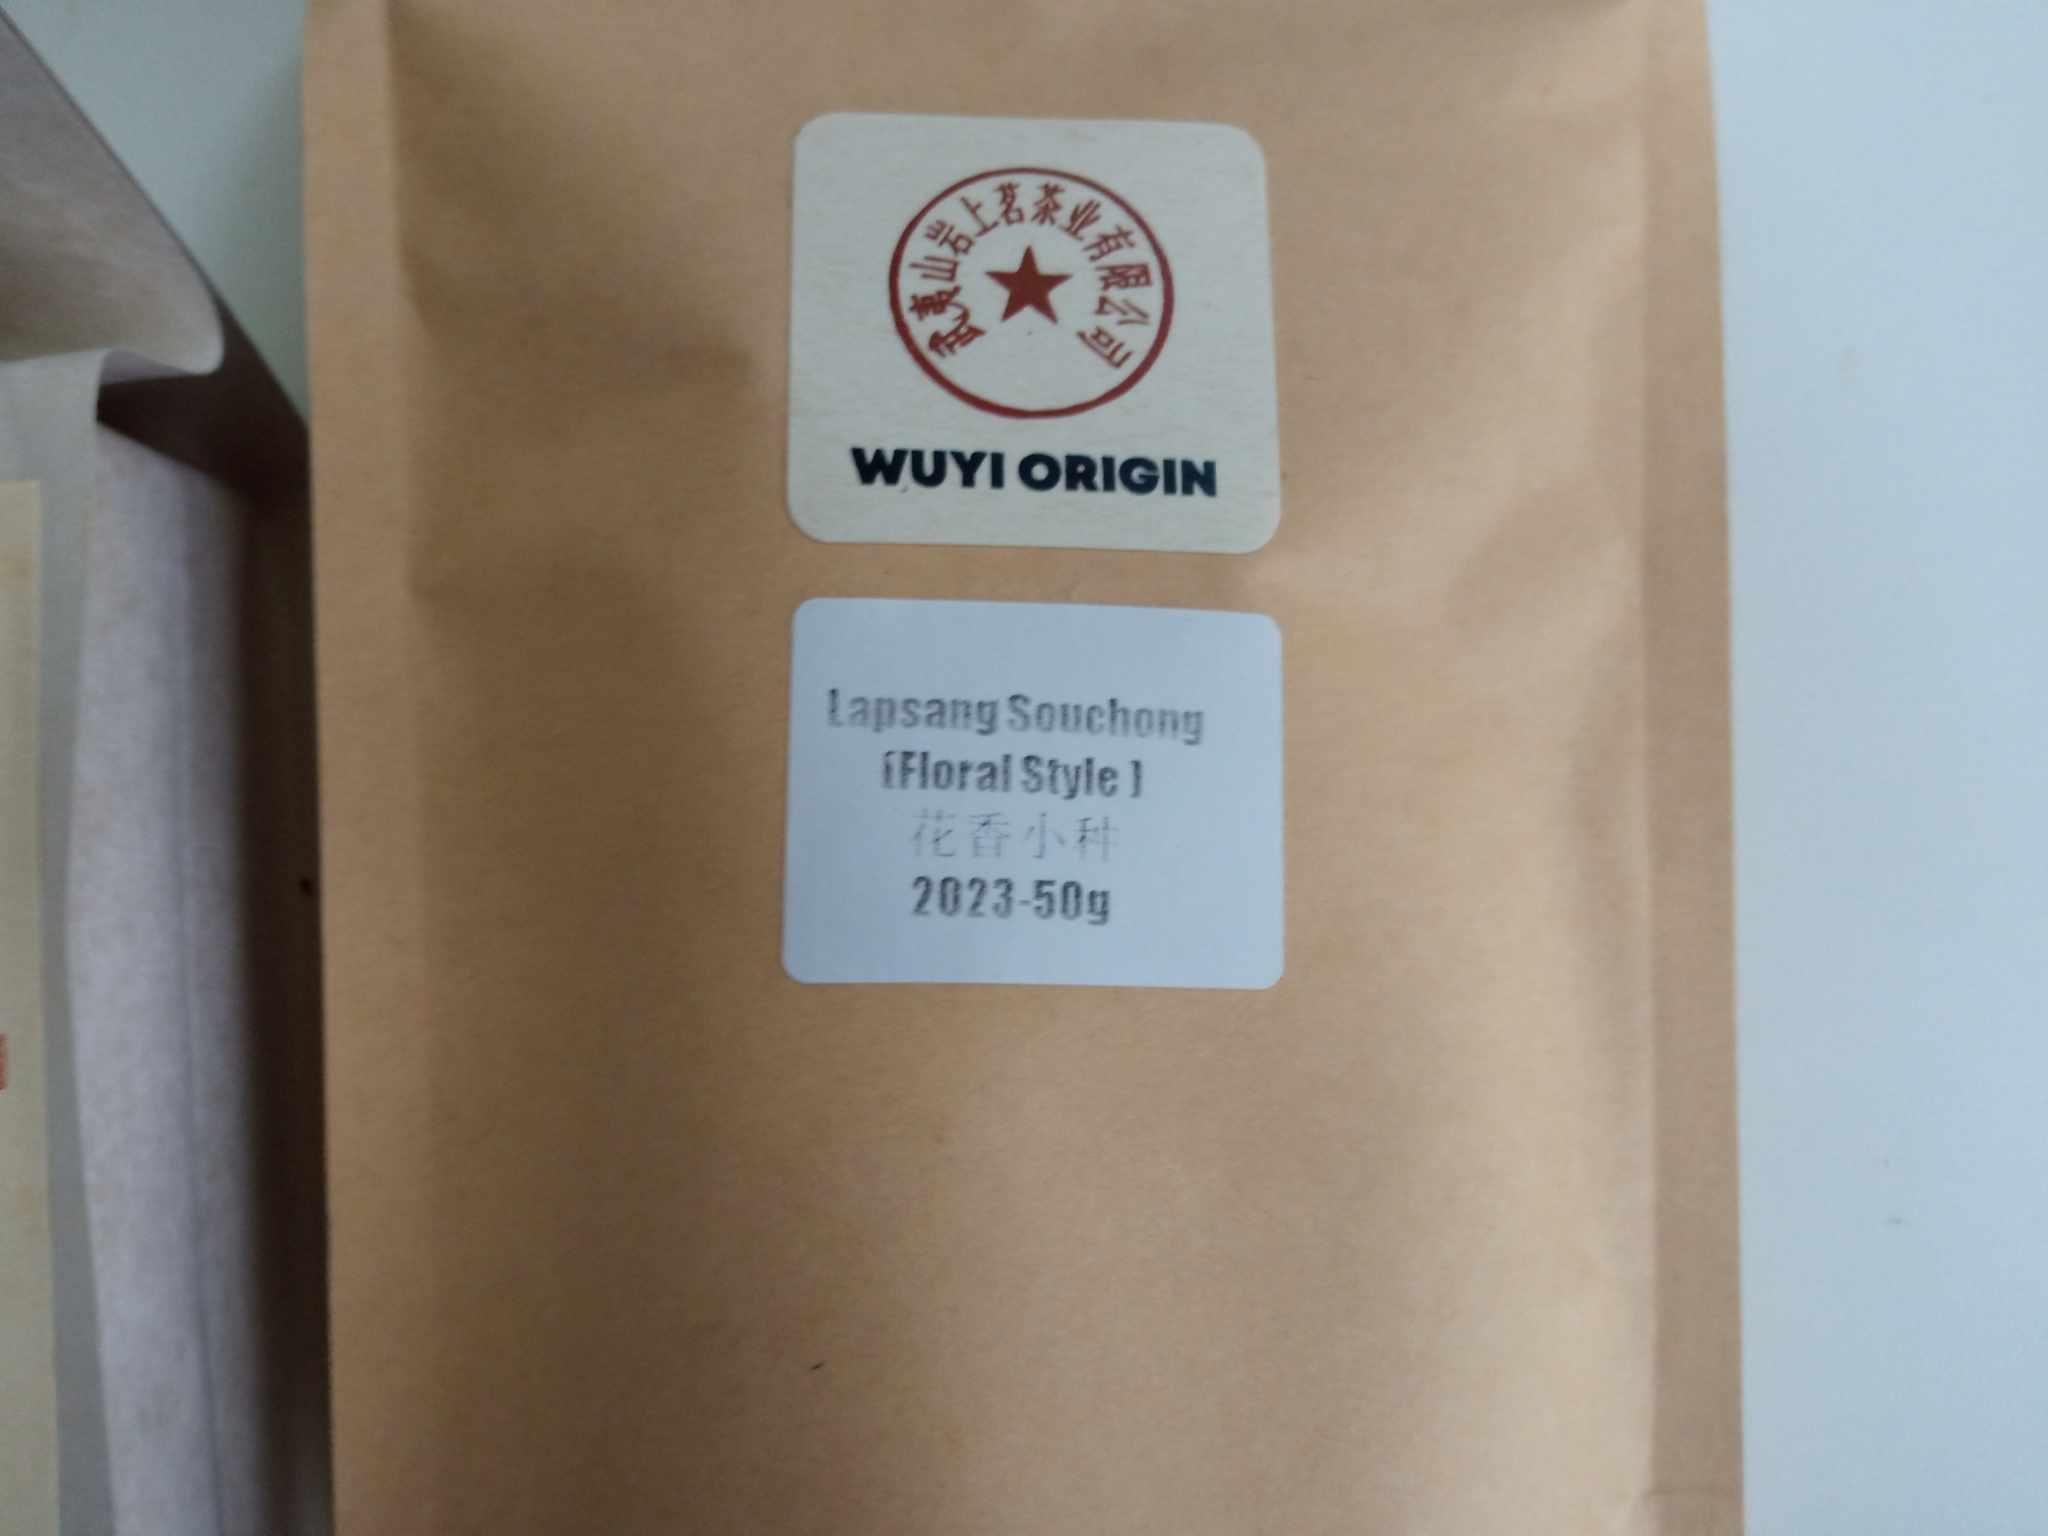 武夷山岩上茗茶业有限公司
WUYI ORIGIN
Lapsang Souchong
(Floral Style )
花香小种
2023-50g